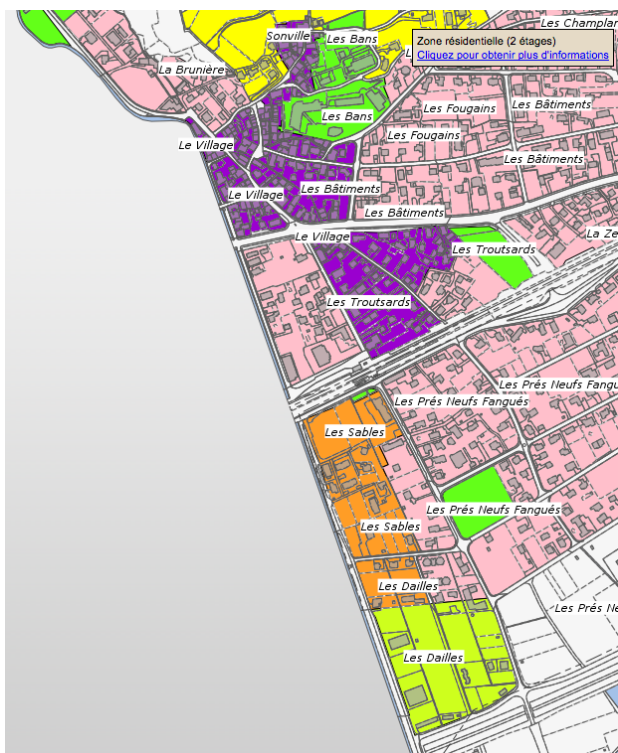 Les Champlan
Sonville
Les Bans
Zone résidentielle (2 étages)
Cliquez pour obtenir plus d'informations
La Brunière
Les Fougains
Les Bâtiments
Les Bans
Les Fougains
Le Village
Les Bâtiments
Le Village
Les Bâtiments
Les Bâtiments
Le Village
La Ze
Les Troutsards
Les Troutsards
Les Prés Neufs Fangu
Les Prés Neufs Fangués
Les Sables
Les Prés Neufs Fangués
Les Sables
Les Dailles
Les Prés Ne
Les Dailles